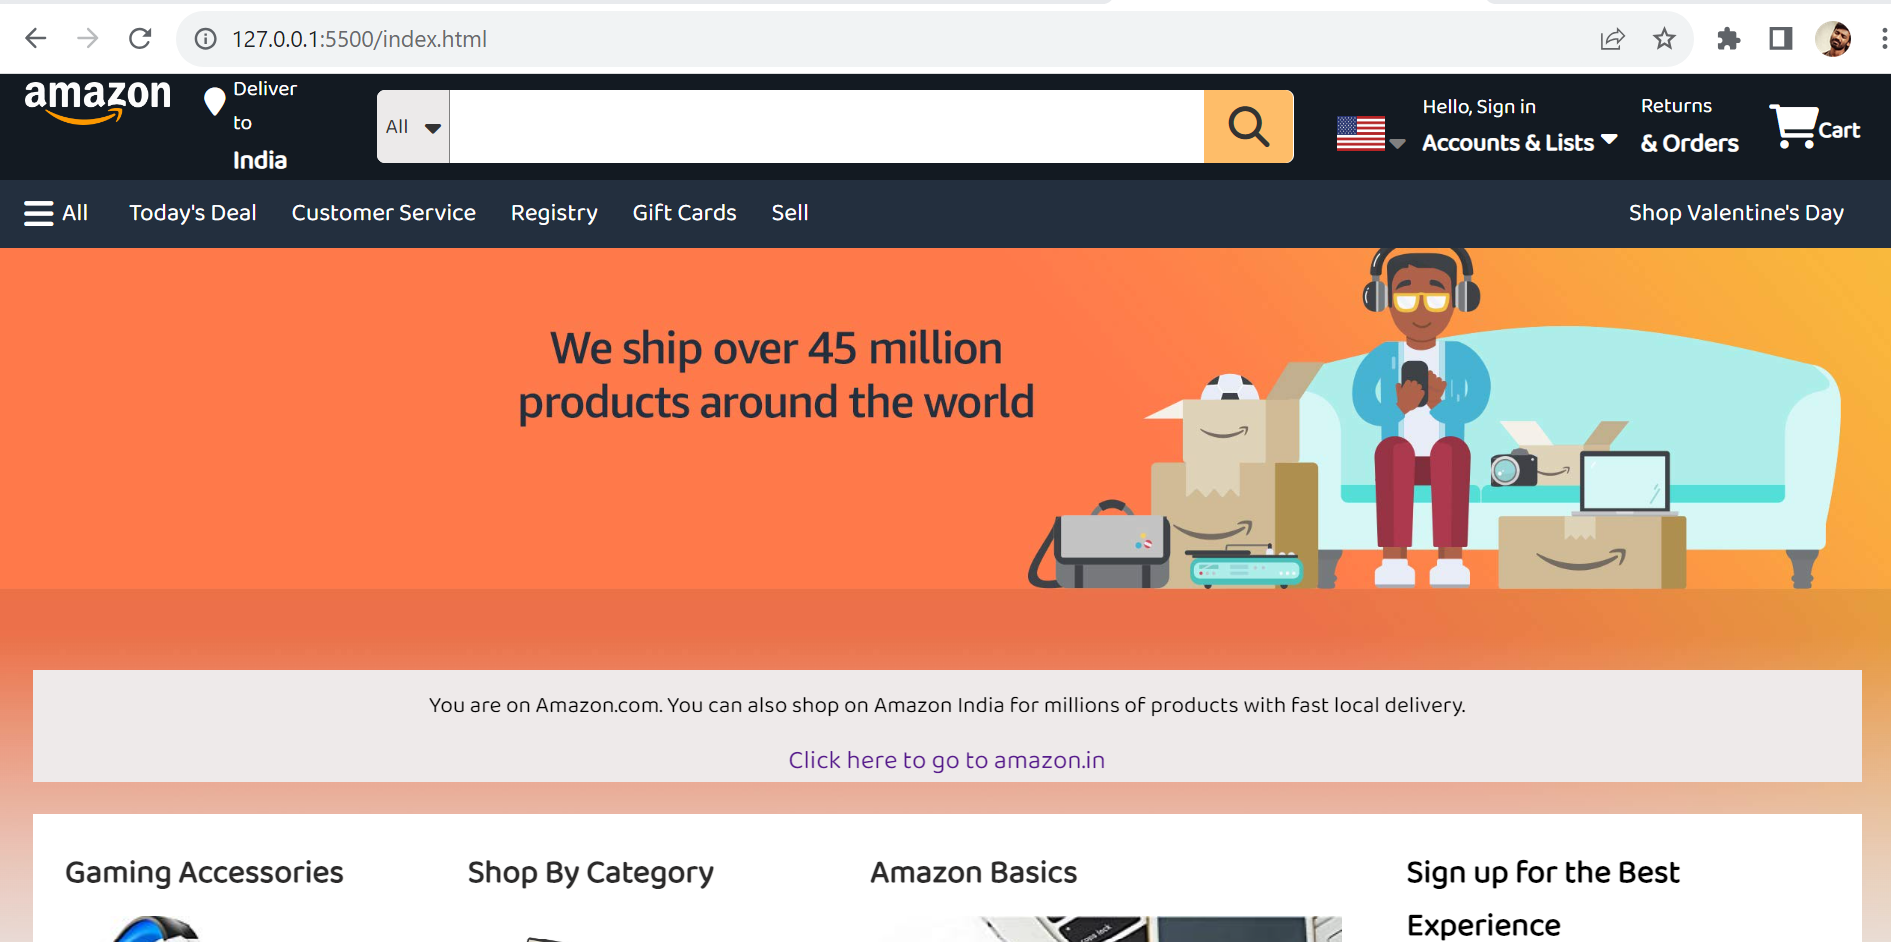 127.0.0.1:5500/index.html
amazon
Deliver
to
India
All
Hello, Sign in
Accounts & Lists
Returns
& Orders
Cart
All Today's Deal Customer Service Registry Gift Cards Sell Shop Valentine's Day
We ship over 45 million
products around the world
You are on Amazon.com. You can also shop on Amazon India for millions of products with fast local delivery.
Click here to go to amazon.in
Gaming Accessories
Shop By Category
Amazon Basics
Sign up for the Best
Experience
caps lock